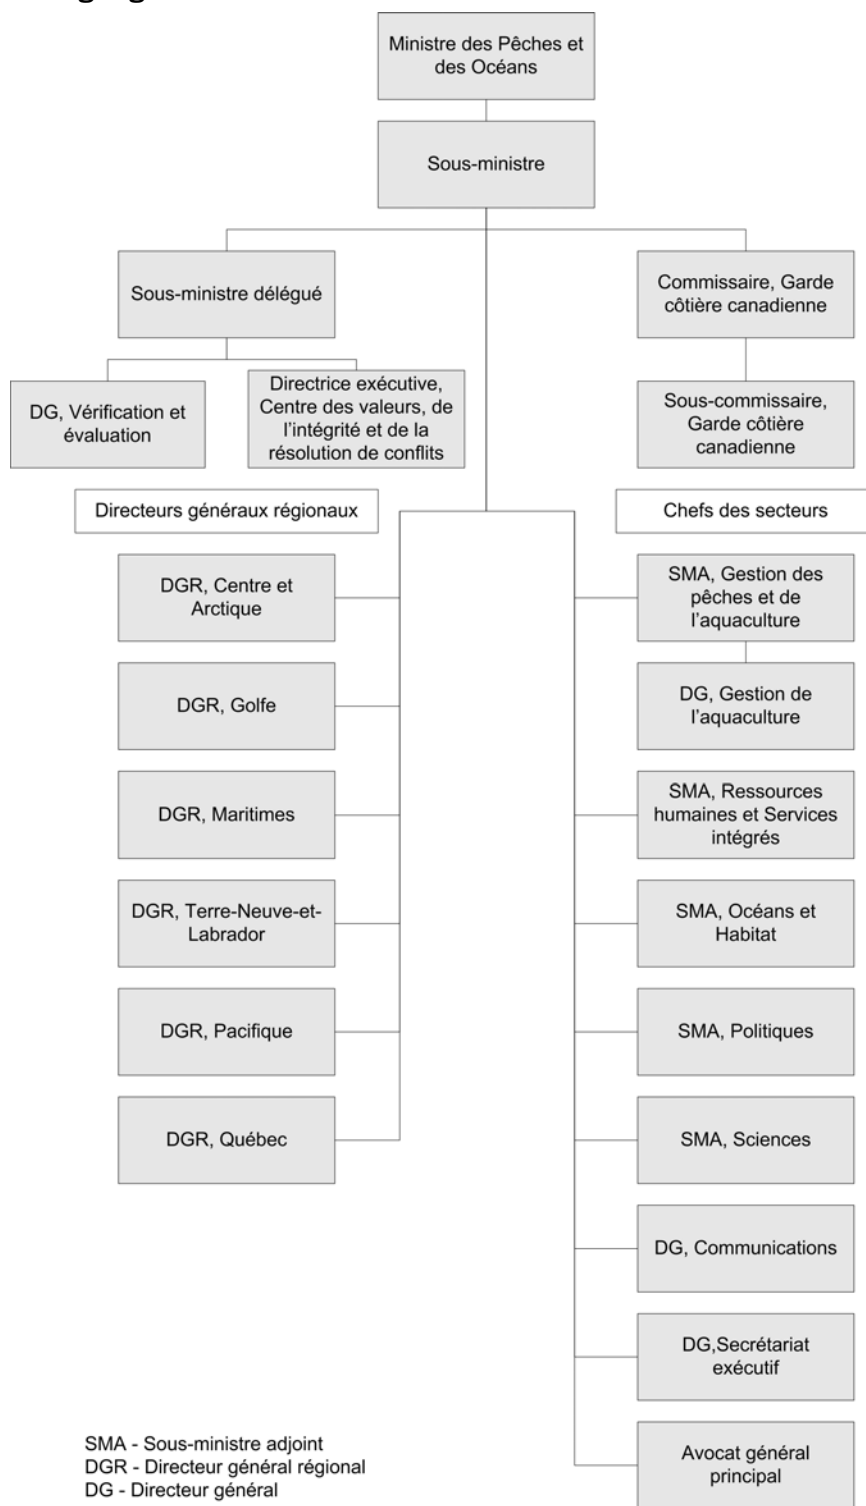 Ministre des Pêches et
des Océans
Sous-ministre
Sous-ministre délégué
Commissaire, Garde
côtière canadienne
DG, Vérification et
évaluation
Directrice exécutive,
Centre des valeurs, de
l'intégrité et de la
résolution de conflits
Sous-commissaire,
Garde côtière
canadienne
Directeurs généraux régionaux
Chefs des secteurs
DGR, Centre et
Arctique
DGR, Golfe
DGR, Maritimes
DGR, Terre-Neuve-et-
Labrador
DGR, Pacifique
DGR, Québec
SMA, Gestion des
pêches et de
l'aquaculture
DG, Gestion de
l'aquaculture
SMA, Ressources
humaines et Services
intégrés
SMA, Océans et
Habitat
SMA, Politiques
SMA, Sciences
DG, Communications
DG,Secrétariat
exécutif
Avocat général
principal
SMA - Sous-ministre adjoint
DGR - Directeur général régional
DG - Directeur général